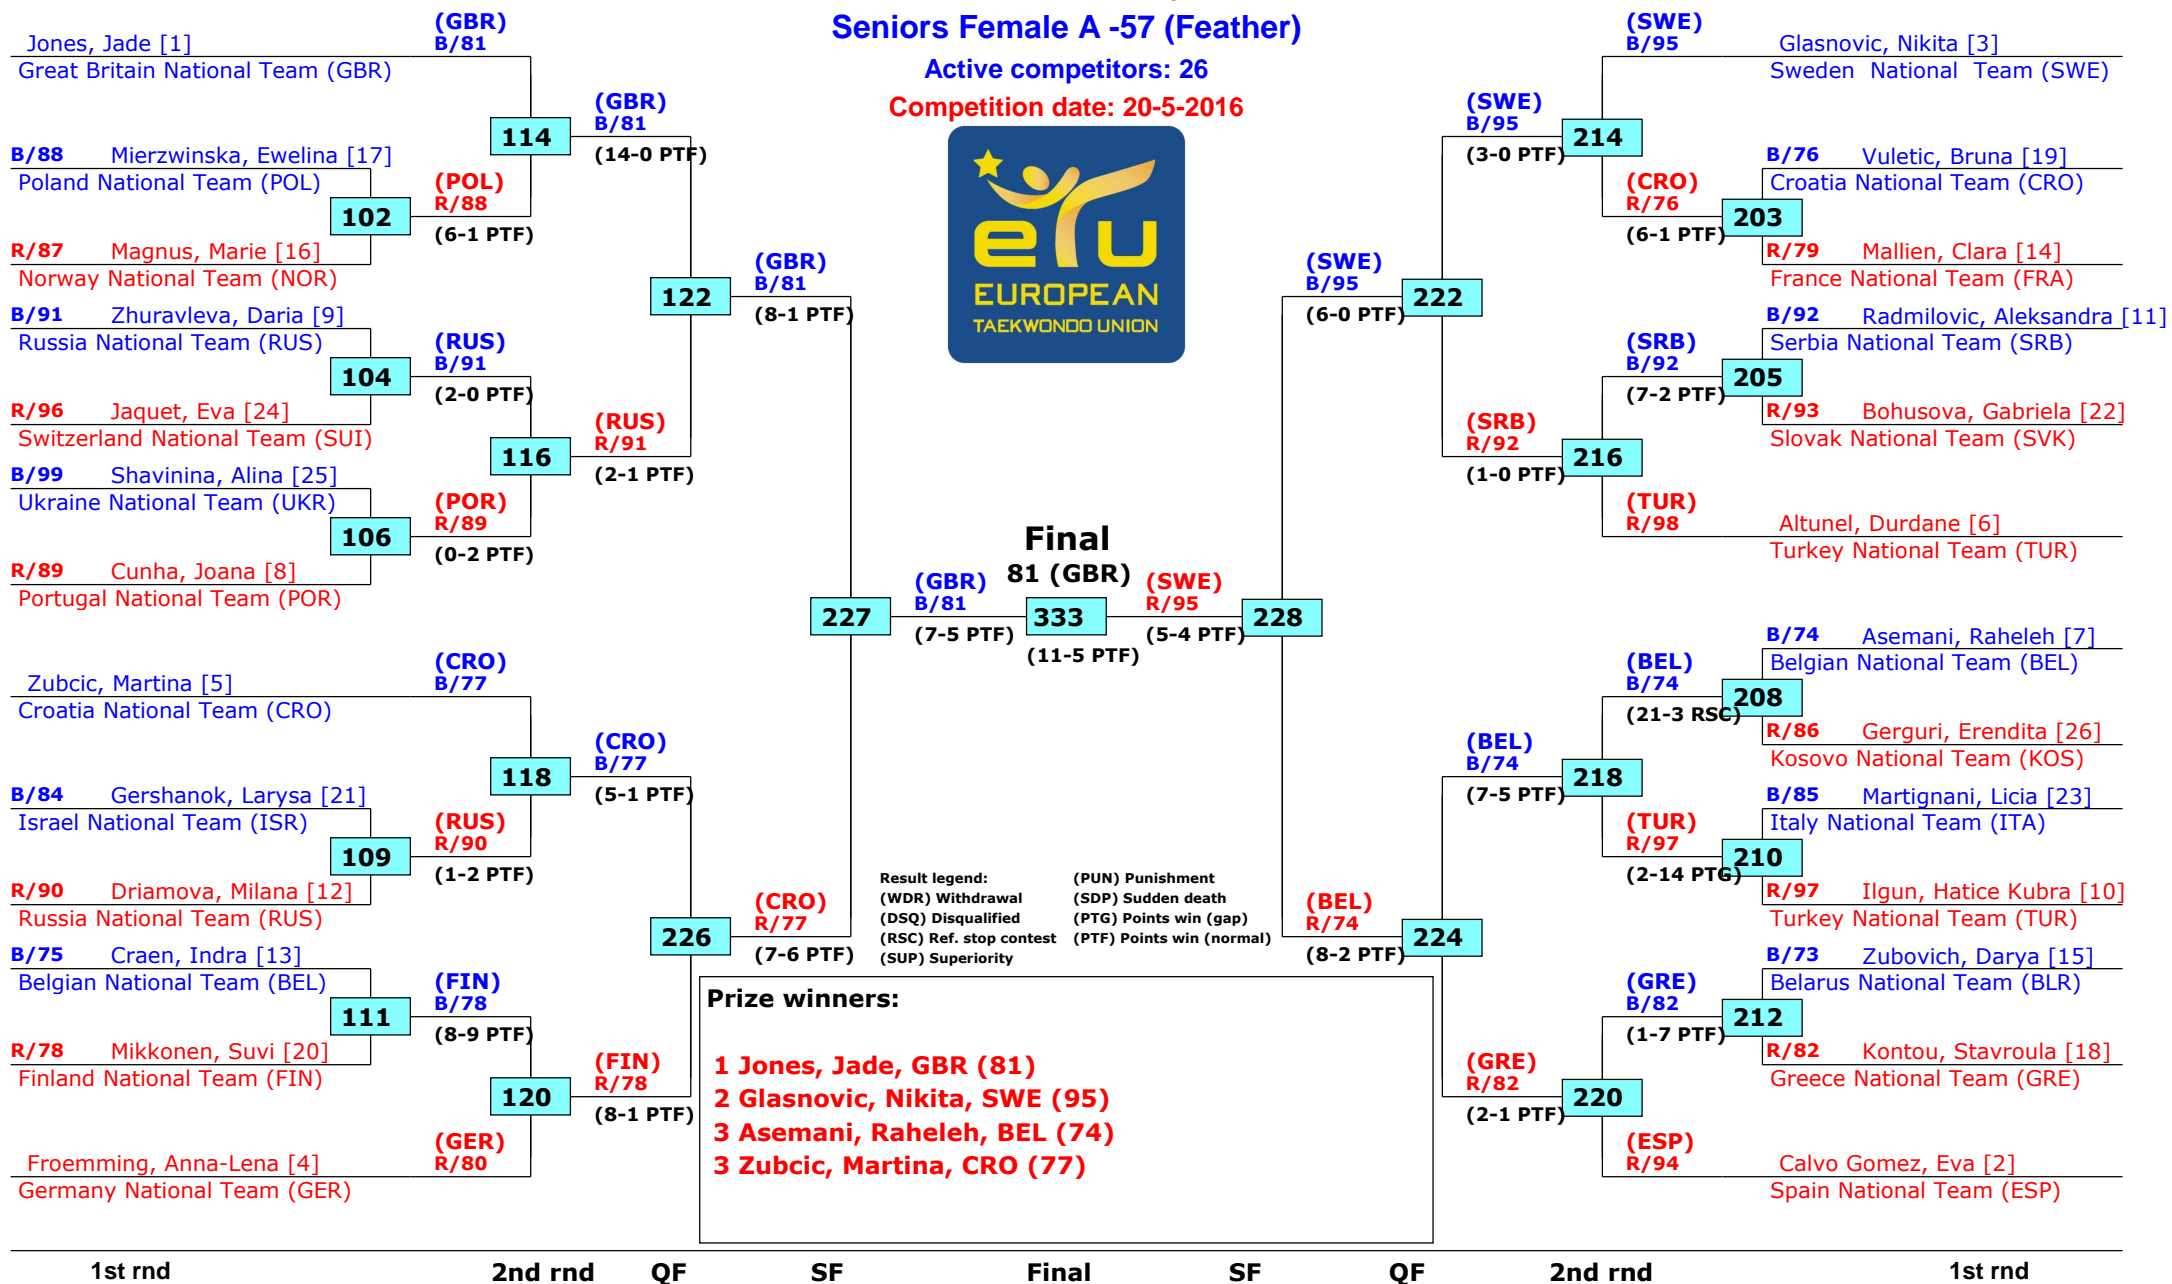 Seniors Female A -57 (Feather)
Active competitors: 26
Competition date: 20-5-2016
eTU
EUROPEAN
TAEKWONDO UNION
Jones, Jade [1]
Great Britain National Team (GBR)
(GBR)
B/81
B/88 Mierzwinska, Ewelina [17]
Poland National Team (POL)
102
R/87 Magnus, Marie [16]
Norway National Team (NOR)
(POL)
R/88
(6-1 PTF)
114
(GBR)
B/81
(14-0 PTF)
B/91 Zhuravleva, Daria [9]
Russia National Team (RUS)
104
R/96 Jaquet, Eva [24]
Switzerland National Team (SUI)
(RUS)
B/91
(2-0 PTF)
B/99 Shavinina, Alina [25]
Ukraine National Team (UKR)
106
R/89 Cunha, Joana [8]
Portugal National Team (POR)
(POR)
R/89
(0-2 PTF)
116
(RUS)
R/91
(2-1 PTF)
122
(GBR)
B/81
(8-1 PTF)
Zubcic, Martina [5]
Croatia National Team (CRO)
(CRO)
B/77
B/84 Gershanok, Larysa [21]
Israel National Team (ISR)
109
R/90 Driamova, Milana [12]
Russia National Team (RUS)
(RUS)
R/90
(1-2 PTF)
118
(CRO)
B/77
(5-1 PTF)
B/75 Craen, Indra [13]
Belgian National Team (BEL)
111
R/78 Mikkonen, Suvi [20]
Finland National Team (FIN)
(FIN)
B/78
(8-9 PTF)
120
(GER)
R/80
Froemming, Anna-Lena [4]
Germany National Team (GER)
(FIN)
R/78
(8-1 PTF)
226
(CRO)
R/77
(7-6 PTF)
227
(GBR)
B/81
(7-5 PTF)
Final
81 (GBR)
333
(11-5 PTF)
(SWE)
R/95
(5-4 PTF)
228
(SWE)
B/95
(6-0 PTF)
222
(SWE)
B/95
(3-0 PTF)
214
(SWE)
B/95
Glasnovic, Nikita [3]
Sweden National Team (SWE)
(CRO)
R/76
(6-1 PTF)
203
B/76 Vuletic, Bruna [19]
Croatia National Team (CRO)
R/79 Mallien, Clara [14]
France National Team (FRA)
(SRB)
R/92
(1-0 PTF)
216
(SRB)
B/92
(7-2 PTF)
205
B/92 Radmilovic, Aleksandra [11]
Serbia National Team (SRB)
R/93 Bohusova, Gabriela [22]
Slovak National Team (SVK)
(TUR)
R/98
Altunel, Durdane [6]
Turkey National Team (TUR)
(BEL)
R/74
(8-2 PTF)
224
(BEL)
B/74
(7-5 PTF)
218
(BEL)
B/74
(21-3 RSC)
208
B/74 Asemani, Raheleh [7]
Belgian National Team (BEL)
R/86 Gerguri, Erendita [26]
Kosovo National Team (KOS)
(TUR)
R/97
(2-14 PTG)
210
B/85 Martignani, Licia [23]
Italy National Team (ITA)
R/97 Ilgun, Hatice Kubra [10]
Turkey National Team (TUR)
(GRE)
R/82
(2-1 PTF)
220
(GRE)
B/82
(1-7 PTF)
212
B/73 Zubovich, Darya [15]
Belarus National Team (BLR)
R/82 Kontou, Stavroula [18]
Greece National Team (GRE)
(ESP)
R/94
Calvo Gomez, Eva [2]
Spain National Team (ESP)
Result legend: (PUN) Punishment
(WDR) Withdrawal (SDP) Sudden death
(DSQ) Disqualified (PTG) Points win (gap)
(RSC) Ref. stop contest (PTF) Points win (normal)
(SUP) Superiority
Prize winners:
1 Jones, Jade, GBR (81)
2 Glasnovic, Nikita, SWE (95)
3 Asemani, Raheleh, BEL (74)
3 Zubcic, Martina, CRO (77)
1st rnd 2nd rnd QF SF Final SF QF 2nd rnd 1st rnd